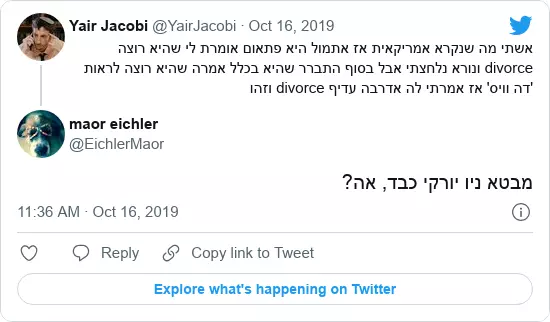 Yair Jacobi @YairJacobi · Oct 16, 2019
אשתי מה שנקרא אמריקאית אז אתמול היא פתאום אומרת לי שהיא רוצה
divorce ונורא נלחצתי אבל בסוף התברר שהיא בכלל אמרה שהיא רוצה לראות
'דה וויס' אז אמרתי לה אדרבה עדיף divorce וזהו
maor eichler
@EichlerMaor
מבטא ניו יורקי כבד, אה?
11:36 AM · Oct 16, 2019
Reply
Copy link to Tweet
Explore what's happening on Twitter